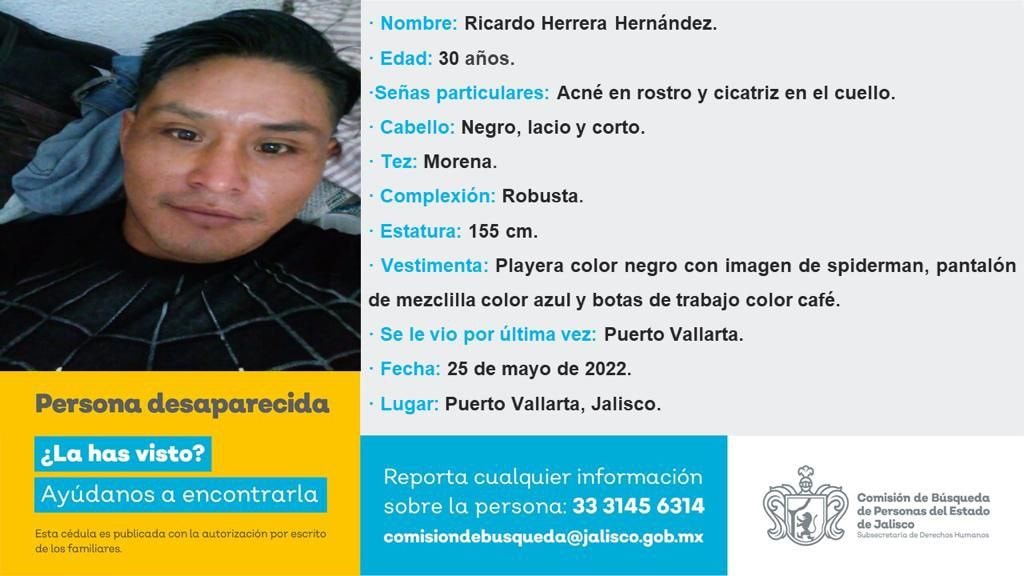 · Nombre: Ricardo Herrera Hernández.
· Edad: 30 años.
·Señas particulares: Acné en rostro y cicatriz en el cuello.
· Cabello: Negro, lacio y corto.
· Tez: Morena.
· Complexión: Robusta.
· Estatura: 155 cm.
· Vestimenta: Playera color negro con imagen de spiderman, pantalón
de mezclilla color azul y botas de trabajo color café.
· Se le vio por última vez: Puerto Vallarta.
· Fecha: 25 de mayo de 2022.
· Lugar: Puerto Vallarta, Jalisco.
Persona desaparecida
¿La has visto?
Ayúdanos a encontrarla
Esta cédula es publicada con la autorización por escrito
de los familiares.
Reporta cualquier información
sobre la persona: 33 3145 6314
comisiondebusqueda@jalisco.gob.mx
Comisión de Búsqueda
de Personas del Estado
de Jalisco
Subsecretaría de Derechos Humanos